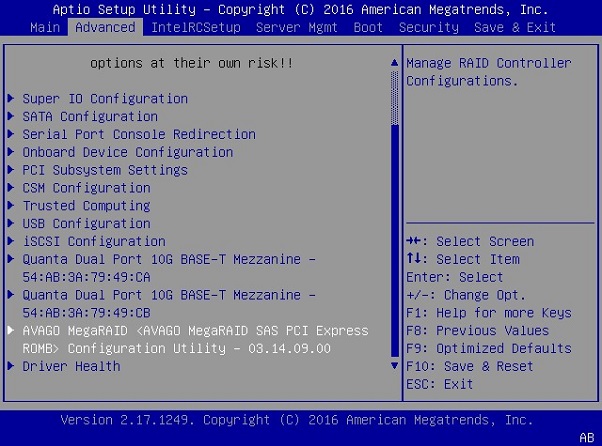 Aptio Setup Utility – Copyright (C) 2016 American Megatrends, Inc.
Main Advanced IntelRCSetup Server Mgmt Boot Security Save & Exit
options at their own risk!!
Super IO Configuration
SATA Configuration
Serial Port Console Redirection
Onboard Device Configuration
PCI Subsystem Settings
CSM Configuration
Trusted Computing
USB Configuration
iSCSI Configuration
Quanta Dual Port 10G BASE-T Mezzanine –
54:AB:3A:79:49:CA
Quanta Dual Port 10G BASE-T Mezzanine –
54:AB:3A:79:49:CB
AVAGO MegaRAID <AVAGO MegaRAID SAS PCI Express
ROMB> Configuration Utility – 03.14.09.00
Driver Health
Manage RAID Controller
Configurations.
→←: Select Screen
↑↓: Select Item
Enter: Select
+/-: Change Opt.
F1: Help for more Keys
F8: Previous Values
F9: Optimized Defaults
F10: Save & Reset
ESC: Exit
Version 2.17.1249. Copyright (C) 2016 American Megatrends, Inc.
AB